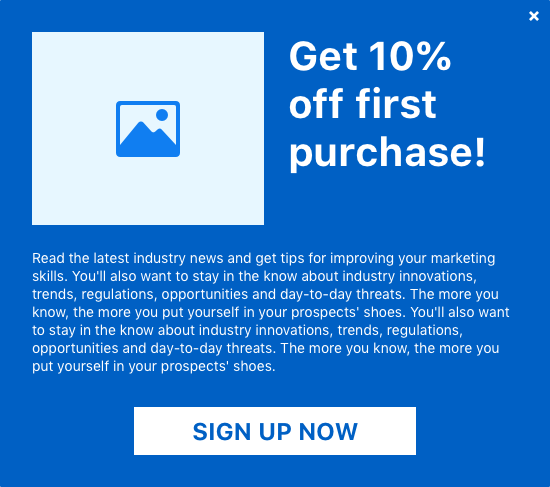 Get 10%
off first
purchase!
Read the latest industry news and get tips for improving your marketing
skills. You'll also want to stay in the know about industry innovations,
trends, regulations, opportunities and day-to-day threats. The more you
know, the more you put yourself in your prospects' shoes. You'll also want
to stay in the know about industry innovations, trends, regulations,
opportunities and day-to-day threats. The more you know, the more you
put yourself in your prospects' shoes.
SIGN UP NOW